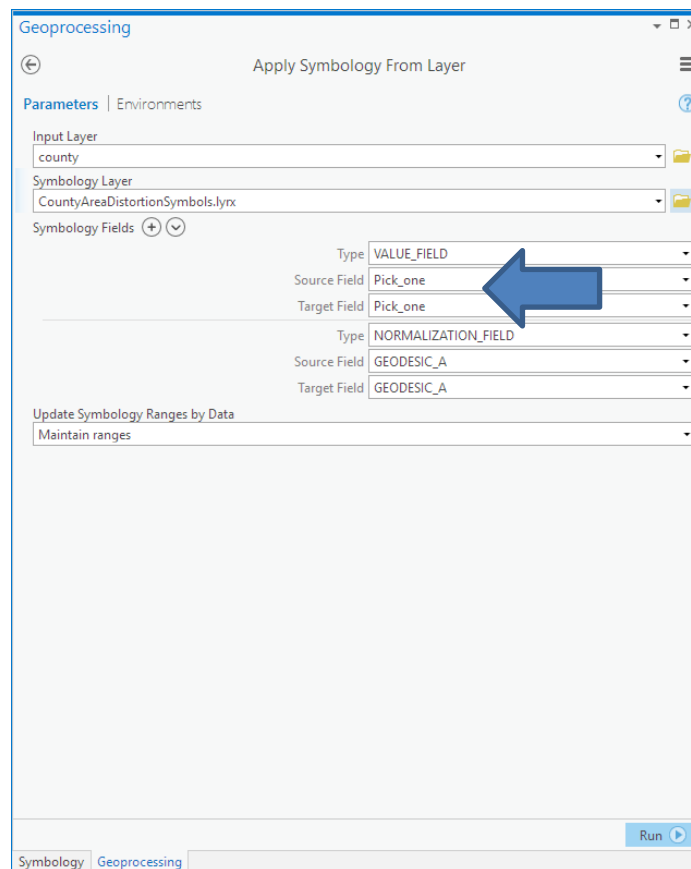 Geoprocessing
Apply Symbology From Layer
Parameters | Environments
Input Layer
county
Symbology Layer
CountyAreaDistortionSymbols.lyrx
Symbology Fields
Type VALUE_FIELD
Source Field Pick_one
Target Field Pick_one
Type NORMALIZATION_FIELD
Source Field GEODESIC_A
Target Field GEODESIC_A
Update Symbology Ranges by Data
Maintain ranges
Run
Symbology Geoprocessing